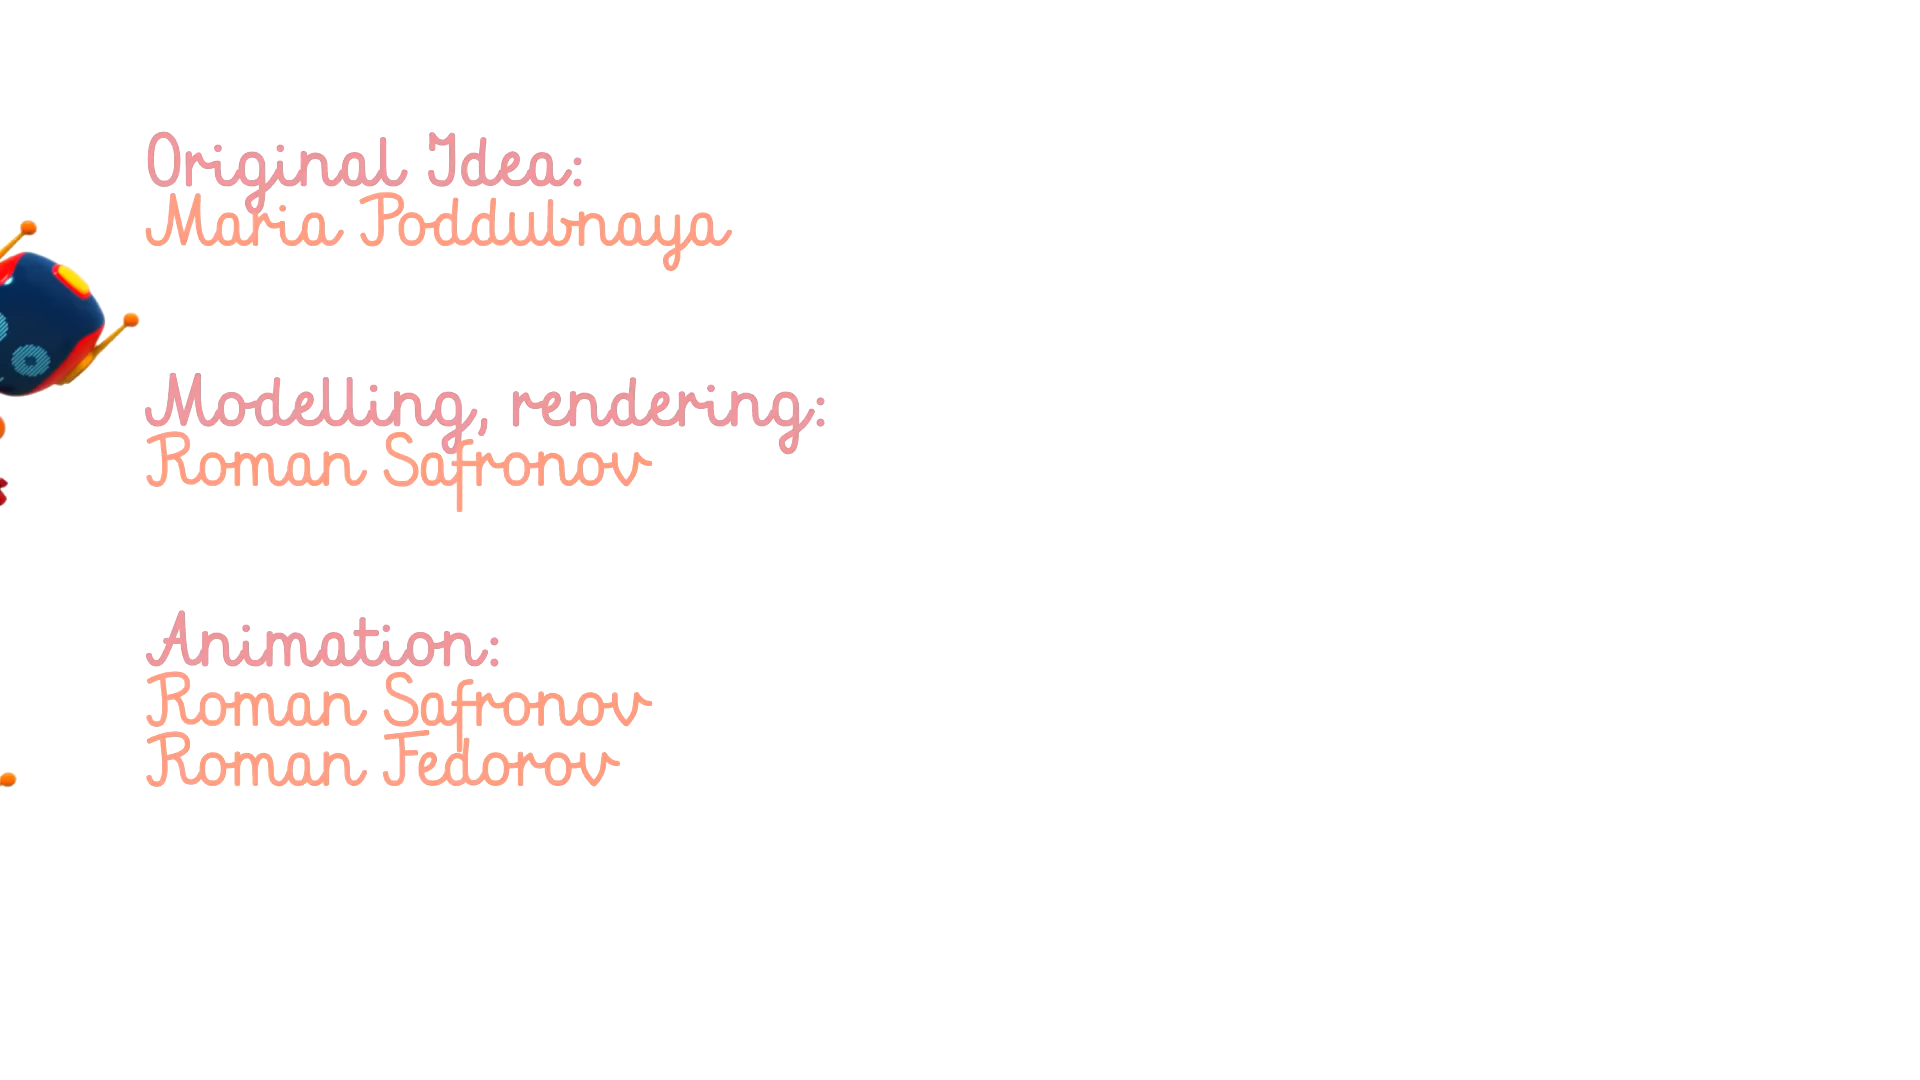 Original Idea:
Maria Poddubnaya
Modelling, rendering:
Roman Safronov
Animation:
Roman Safronov
Roman Fedorov